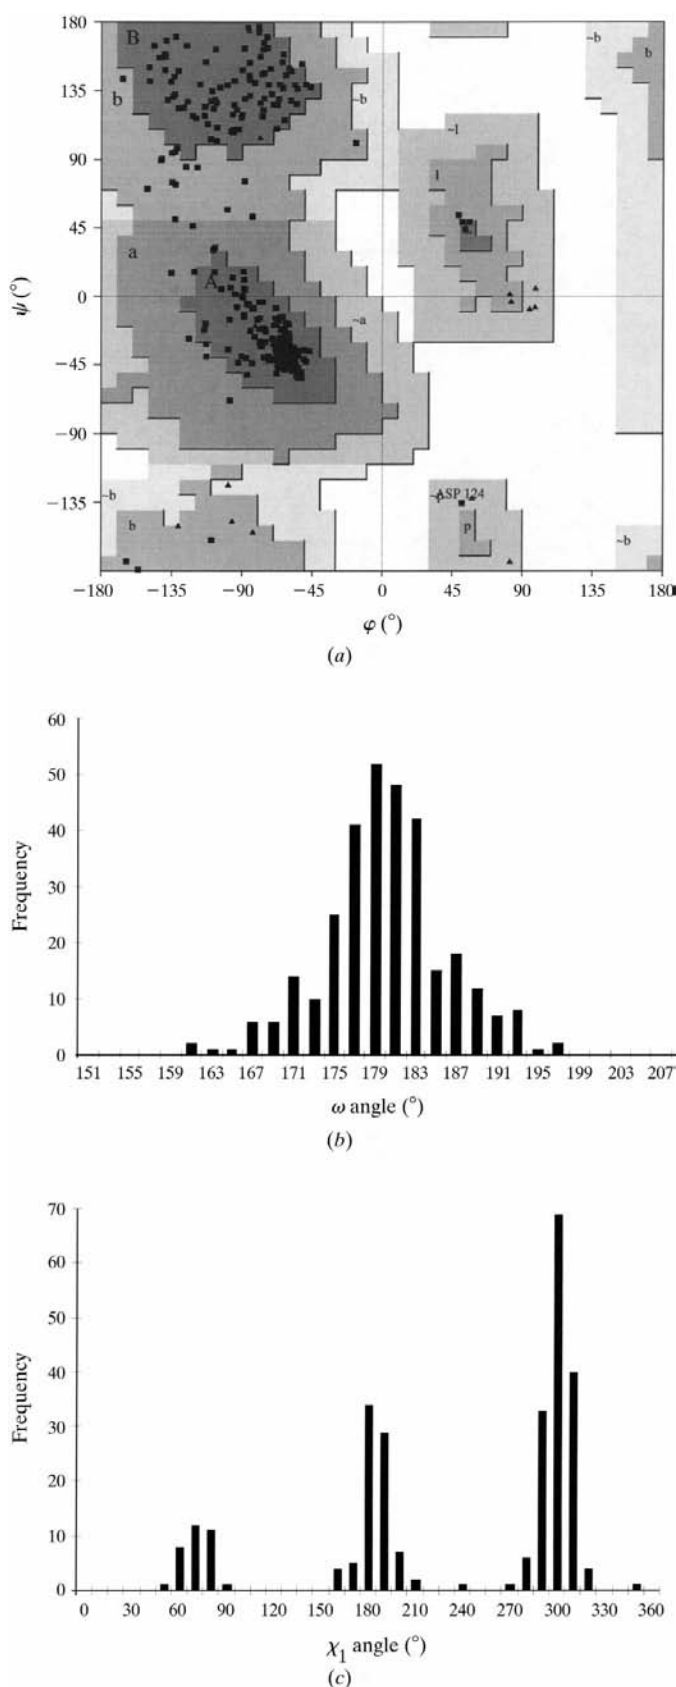 180
B
~b
b
135
b
~b
~l
90
l
45
a
ψ (°)
A
0
~a
−45
−90
−135
~b
ASP 124
b
p
~b
−180 −135 −90 −45 0 45 90 135 180
φ (°)
(a)
60
50
40
Frequency
30
20
10
0
151 155 159 163 167 171 175 179 183 187 191 195 199 203 207
ω angle (°)
(b)
70
60
50
Frequency
40
30
20
10
0
0 30 60 90 120 150 180 210 240 270 300 330 360
χ1 angle (°)
(c)